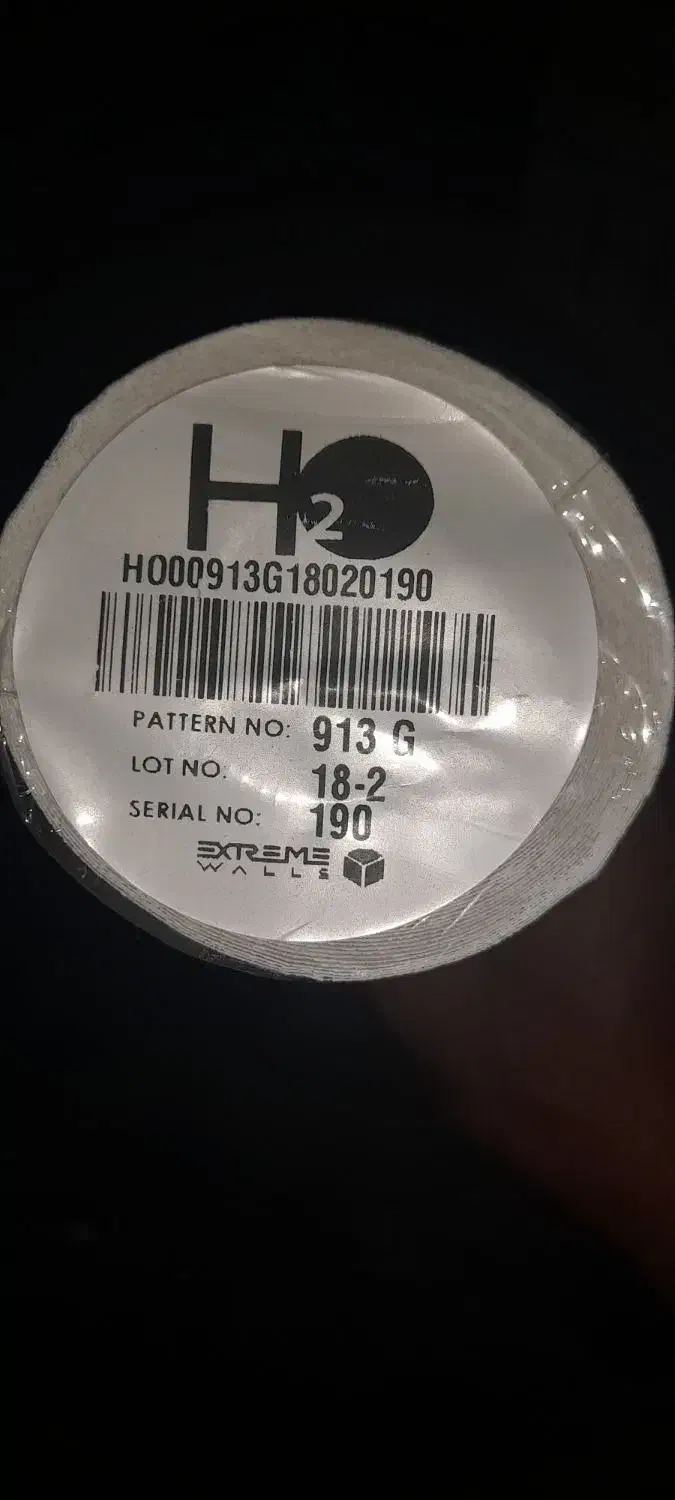 H2O
HO00913G18020190
PATTERN NO: 913 G
LOT NO. 18-2
SERIAL NO: 190
EXTREME
WALLS